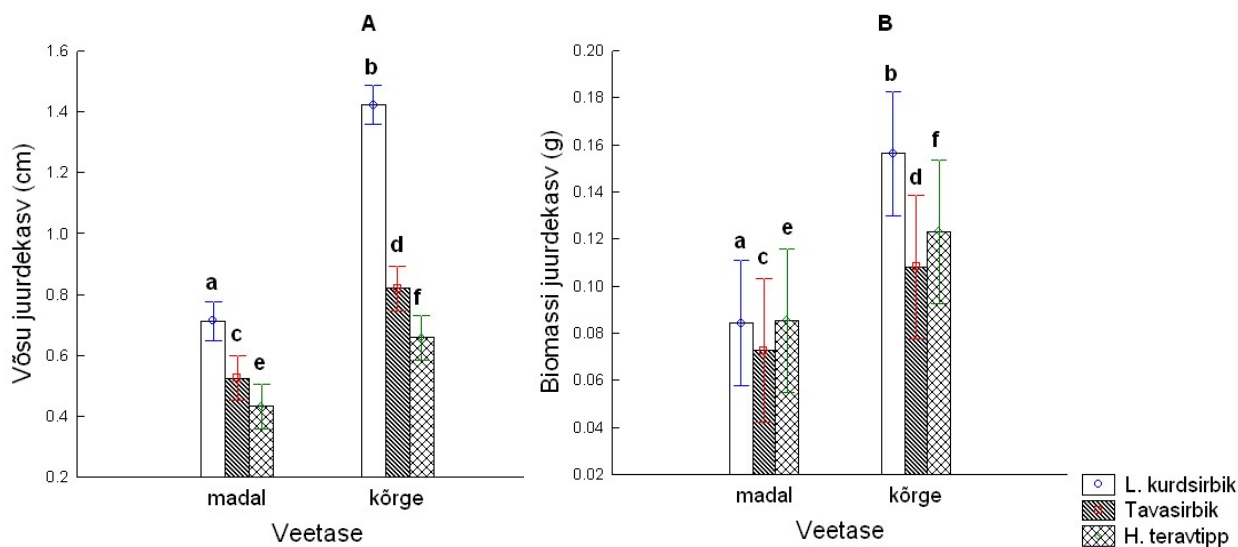 A
Võsu juurdekasv (cm)
1.6
1.4
1.2
1.0
0.8
0.6
0.4
0.2
a
c
e
b
d
f
madal
kõrge
Veetase
B
Biomassi juurdekasv (g)
0.20
0.18
0.16
0.14
0.12
0.10
0.08
0.06
0.04
0.02
a
c
e
b
d
f
madal
kõrge
Veetase
L. kurdsirbik
Tavasirbik
H. teravtipp